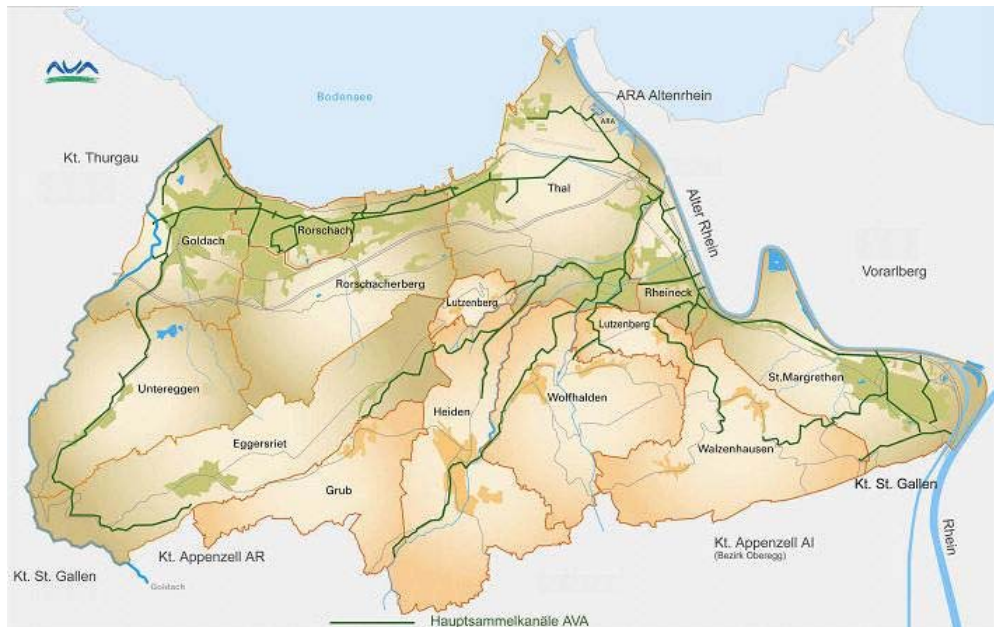 AVA
Bodensee
ARA Altenrhein
ARA
Kt. Thurgau
Thal
Alter Rhein
Goldach
Rorschach
Vorarlberg
Rorschacherberg
Lutzenberg
Rheineck
Lutzenberg
St.Margrethen
Untereggen
Wolfhalden
Heiden
Eggersriet
Walzenhausen
Grub
Kt. St. Gallen
Rhein
Kt. Appenzell AI
(Bezirk Oberegg)
Kt. Appenzell AR
Kt. St. Gallen
Goldach
Hauptsammelkanäle AVA